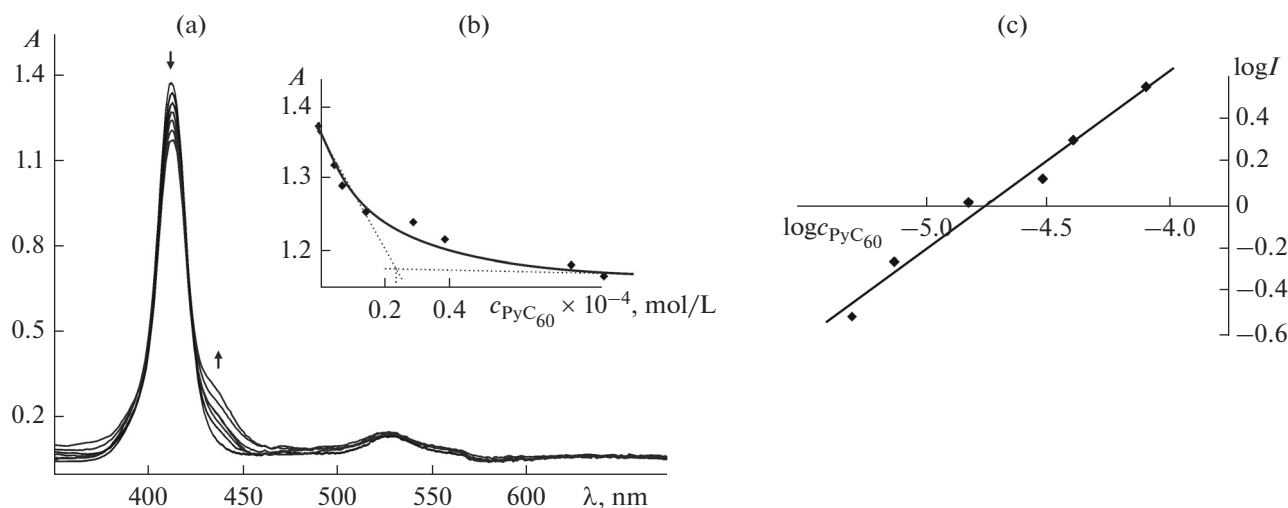 (a)
A
1.4
1.1
0.8
0.5
0.2
400 450 500 550 600 λ, nm
(b)
A
1.4
1.3
1.2
0.2 0.4 c_PyC60 × 10^−4, mol/L
(c)
logI
0.4
0.2
0
−0.2
−0.4
−0.6
logc_PyC60 −5.0 −4.5 −4.0